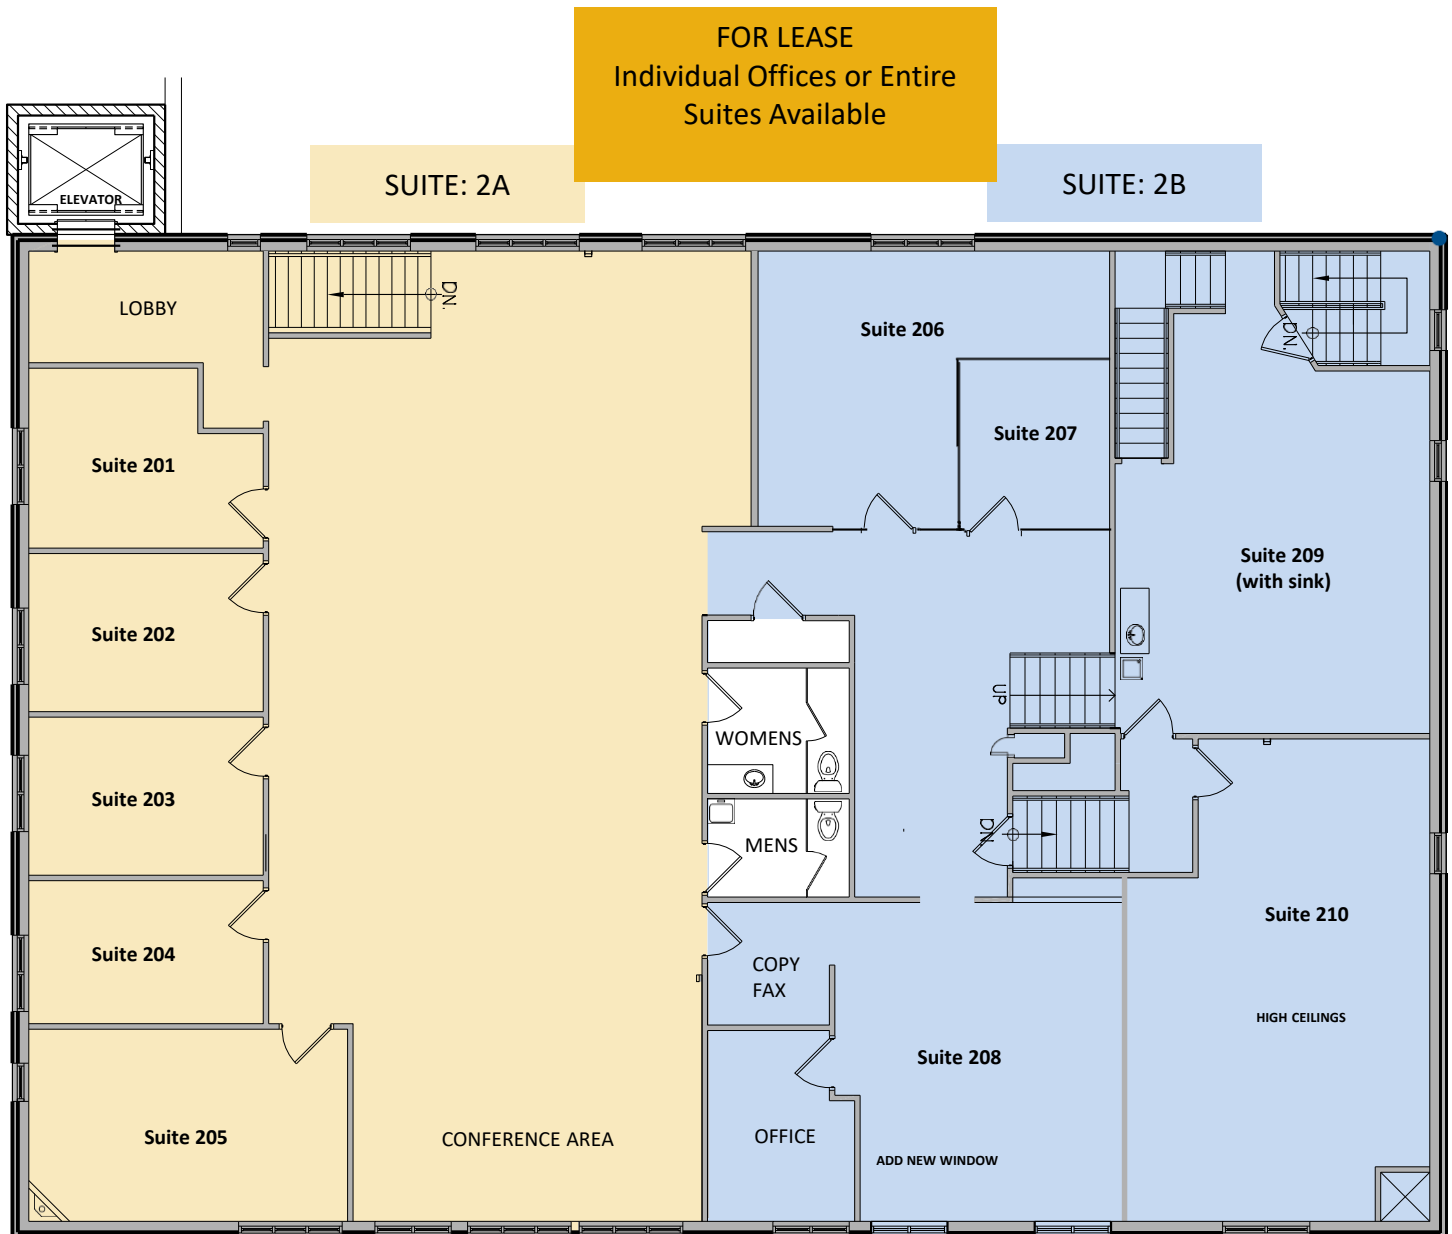 FOR LEASE
Individual Offices or Entire
Suites Available
SUITE: 2A
SUITE: 2B
ELEVATOR
LOBBY
DN.
Suite 206
DN.
Suite 207
Suite 201
Suite 209
(with sink)
Suite 202
UP
WOMENS
Suite 203
MENS
DN
Suite 204
COPY
FAX
Suite 210
HIGH CEILINGS
Suite 208
Suite 205
CONFERENCE AREA
OFFICE
ADD NEW WINDOW